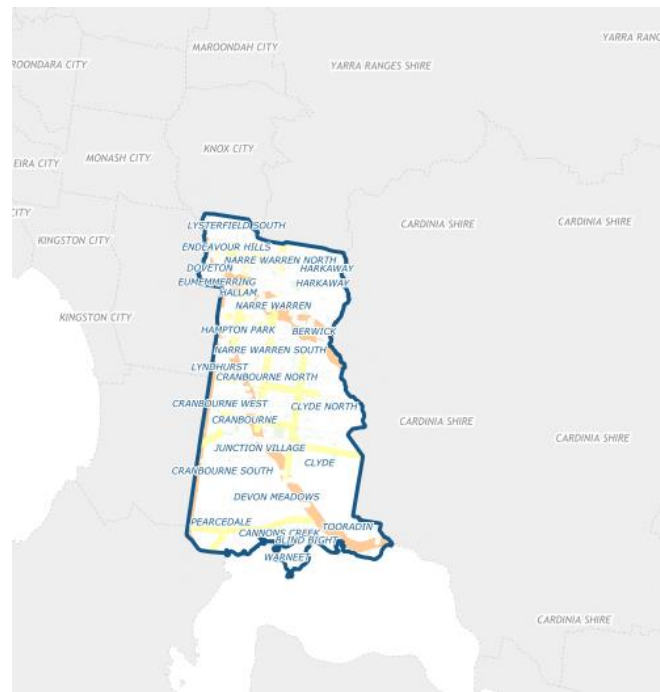 YARRA RANG
MAROONDAH CITY
ROONDARA CITY
YARRA RANGES SHIRE
KNOX CITY
MONASH CITY
EIRA CITY
CITY
LYSTERFIELD SOUTH
CARDINIA SHIRE
CARDINIA SHIRE
KINGSTON CITY
ENDEAVOUR HILLS
NARRE WARREN NORTH
DOVETON
HARKAWAY
EUMEMMERRING
HARKAWAY
HALLAM
NARRE WARREN
KINGSTON CITY
HAMPTON PARK
BERWICK
NARRE WARREN SOUTH
LYNDHURST
CRANBOURNE NORTH
CRANBOURNE WEST
CLYDE NORTH
CRANBOURNE
CARDINIA SHIRE
CARDINIA SHIRE
JUNCTION VILLAGE
CLYDE
CRANBOURNE SOUTH
DEVON MEADOWS
PEARCEDALE
TOORADIN
CANNONS CREEK
BLIND BIGHT
WARNEET
CARDINIA SHIRE